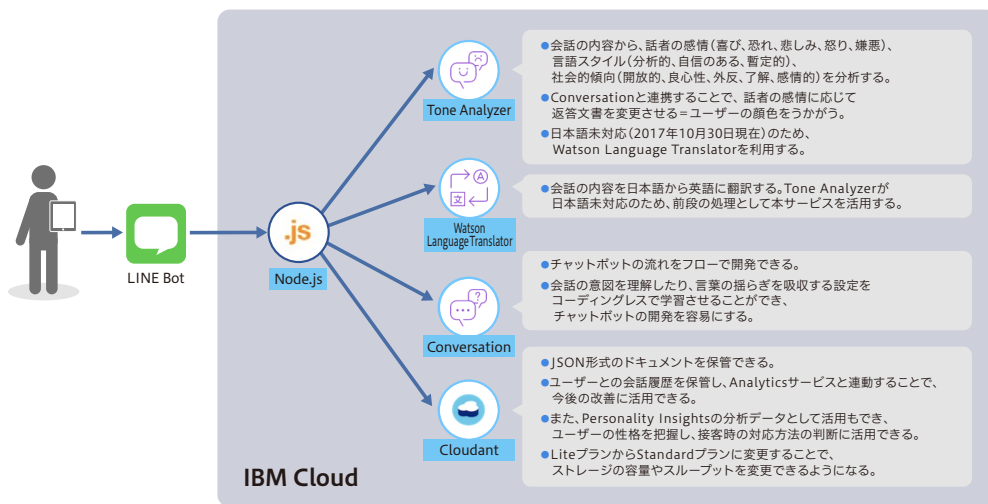 ●会話の内容から、話者の感情（喜び、恐れ、悲しみ、怒り、嫌悪）、
言語スタイル（分析的、自信のある、暫定的）、
社会的傾向（開放的、良心性、外反、了解、感情的）を分析する。
●Conversationと連携することで、話者の感情に応じて
返答文書を変更させる＝ユーザーの顔色をうかがう。
●日本語未対応（2017年10月30日現在）のため、
Watson Language Translatorを利用する。
Tone Analyzer
●会話の内容を日本語から英語に翻訳する。Tone Analyzerが
日本語未対応のため、前段の処理として本サービスを活用する。
A
文
Watson
Language Translator
LINE Bot
.js
Node.js
●チャットボットの流れをフローで開発できる。
●会話の意図を理解したり、言葉の揺らぎを吸収する設定を
コーディングレスで学習させることができ、
チャットボットの開発を容易にする。
?
Conversation
●JSON形式のドキュメントを保管できる。
●ユーザーとの会話履歴を保管し、Analyticsサービスと連動することで、
今後の改善に活用できる。
●また、Personality Insightsの分析データとして活用もでき、
ユーザーの性格を把握し、接客時の対応方法の判断に活用できる。
●LiteプランからStandardプランに変更することで、
ストレージの容量やスループットを変更できるようになる。
Cloudant
IBM Cloud